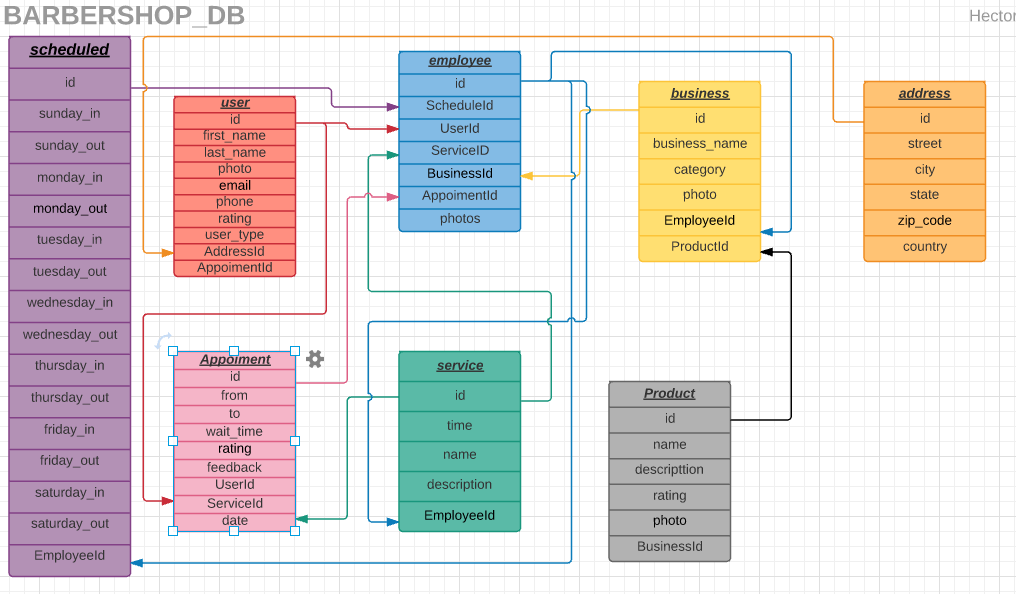 BARBERSHOP_DB
Hector
scheduled
id
sunday_in
sunday_out
monday_in
monday_out
tuesday_in
tuesday_out
wednesday_in
wednesday_out
thursday_in
thursday_out
friday_in
friday_out
saturday_in
saturday_out
EmployeeId
user
id
first_name
last_name
photo
email
phone
rating
user_type
AddressId
AppoimentId
Appoiment
id
from
to
wait_time
rating
feedback
UserId
ServiceId
date
employee
id
ScheduleId
UserId
ServiceID
BusinessId
AppoimentId
photos
service
id
time
name
description
EmployeeId
business
id
business_name
category
photo
EmployeeId
ProductId
Product
id
name
descripttion
rating
photo
BusinessId
address
id
street
city
state
zip_code
country